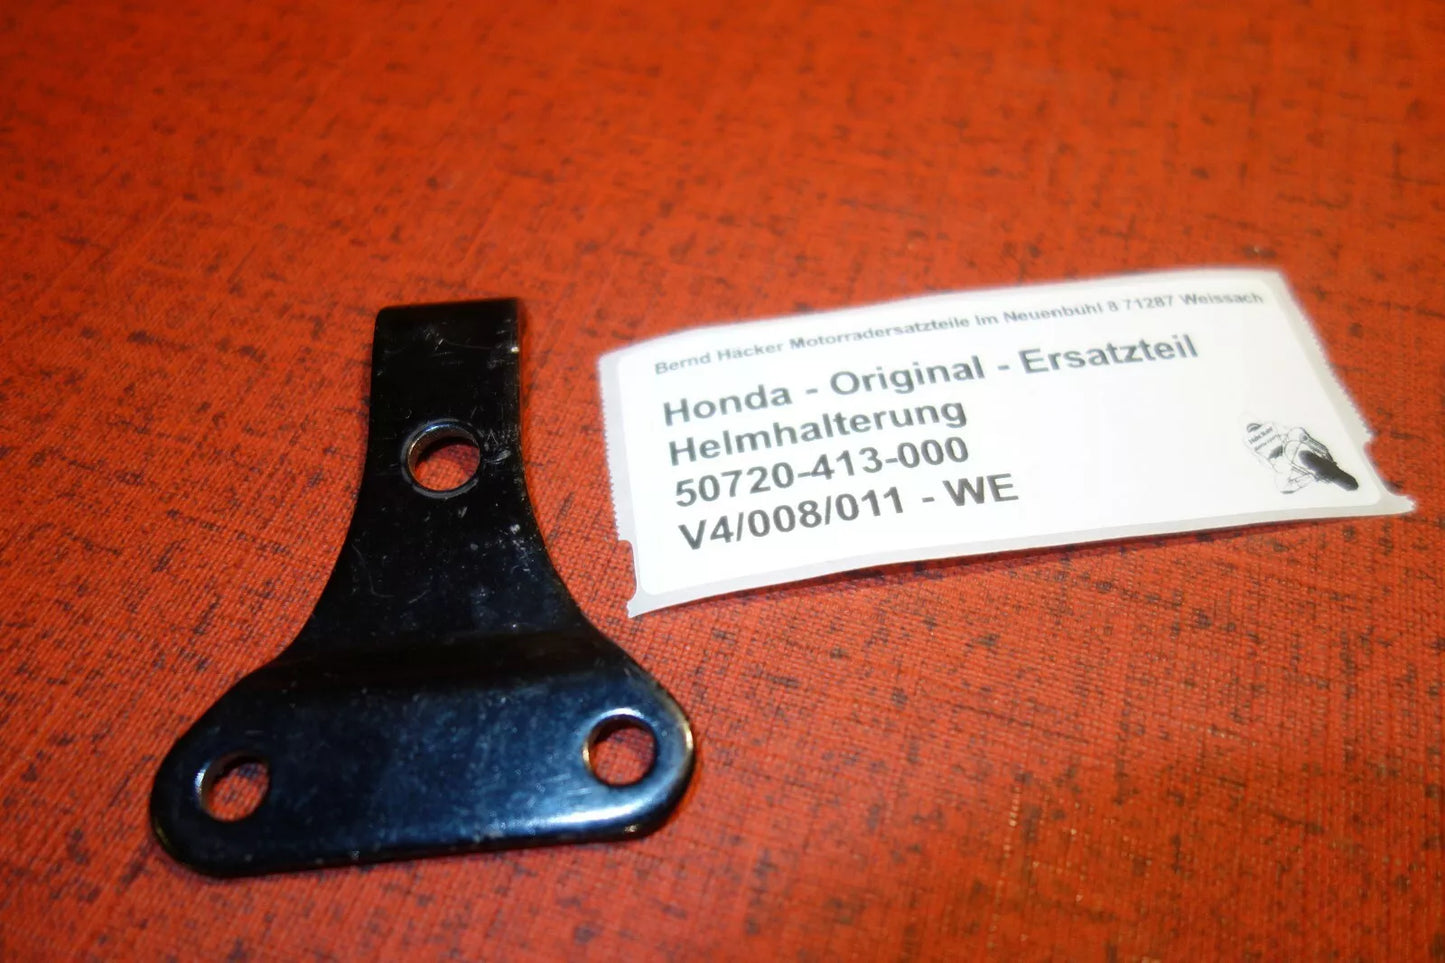 Bernd Häcker Motorradersatzteile Im Neuenbühl 8 71287 Weissach
Honda - Original - Ersatzteil
Helmhalterung
50720-413-000
V4/008/011 - WE
Häcker